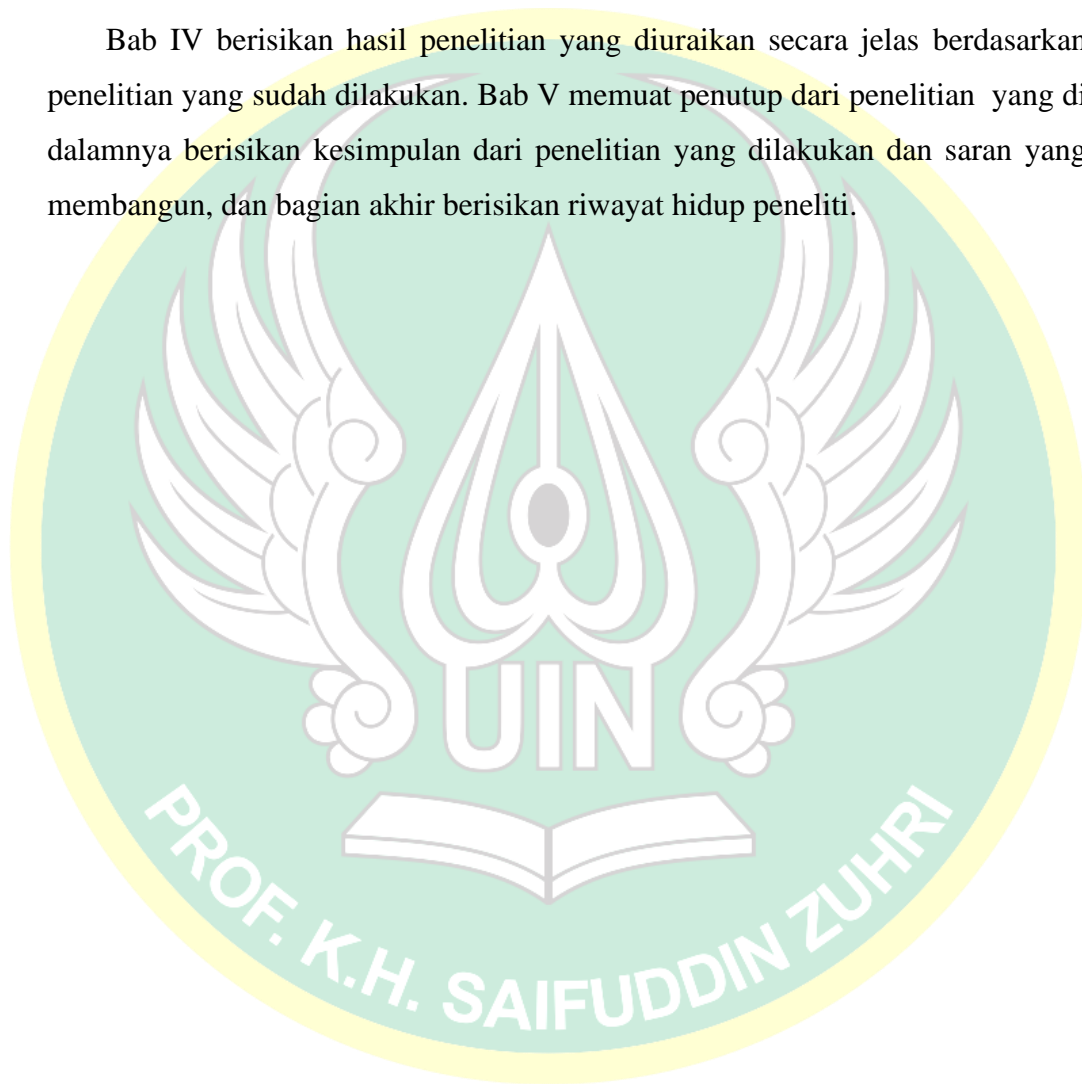 Bab IV berisikan hasil penelitian yang diuraikan secara jelas berdasarkan
penelitian yang sudah dilakukan. Bab V memuat penutup dari penelitian  yang di
dalamnya berisikan kesimpulan dari penelitian yang dilakukan dan saran yang
membangun, dan bagian akhir berisikan riwayat hidup peneliti.
UIN
PROF. K.H. SAIFUDDIN ZUHRI